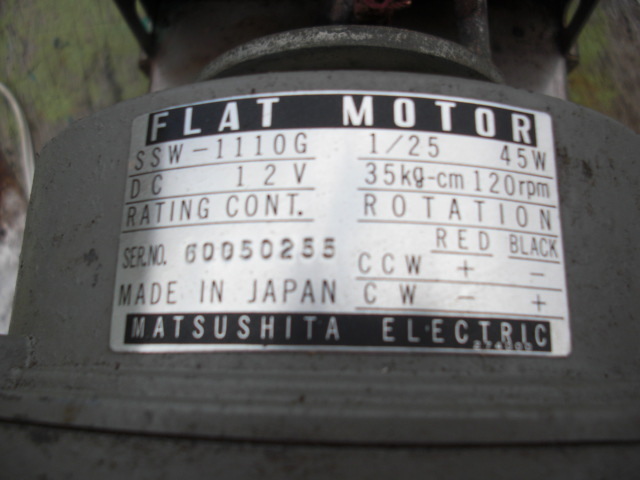 FLAT MOTOR
SSW-1110G 1/25 45W
DC 12V 35kg-cm 120rpm
RATING CONT. ROTATION
RED BLACK
SER.NO. 60050255
CCW + -
MADE IN JAPAN CW - +
MATSUSHITA ELECTRIC